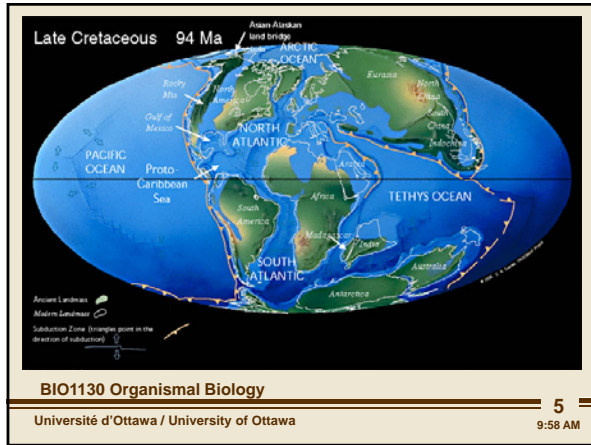 Late Cretaceous 94 Ma
Asian-Alaskan
land bridge
ARCTIC
OCEAN
Rocky
Mts
North
America
Eurasia
North
China
South
China
Indochina
Gulf of
Mexico
NORTH
ATLANTIC
PACIFIC
OCEAN
Proto-
Caribbean
Sea
Arabia
TETHYS OCEAN
Africa
South
America
Madagascar
India
SOUTH
ATLANTIC
Australia
Antarctica
Ancient Landmass
Modern Landmass
Subduction Zone (triangles point in the
direction of subduction)
BIO1130 Organismal Biology
Université d'Ottawa / University of Ottawa
5
9:58 AM